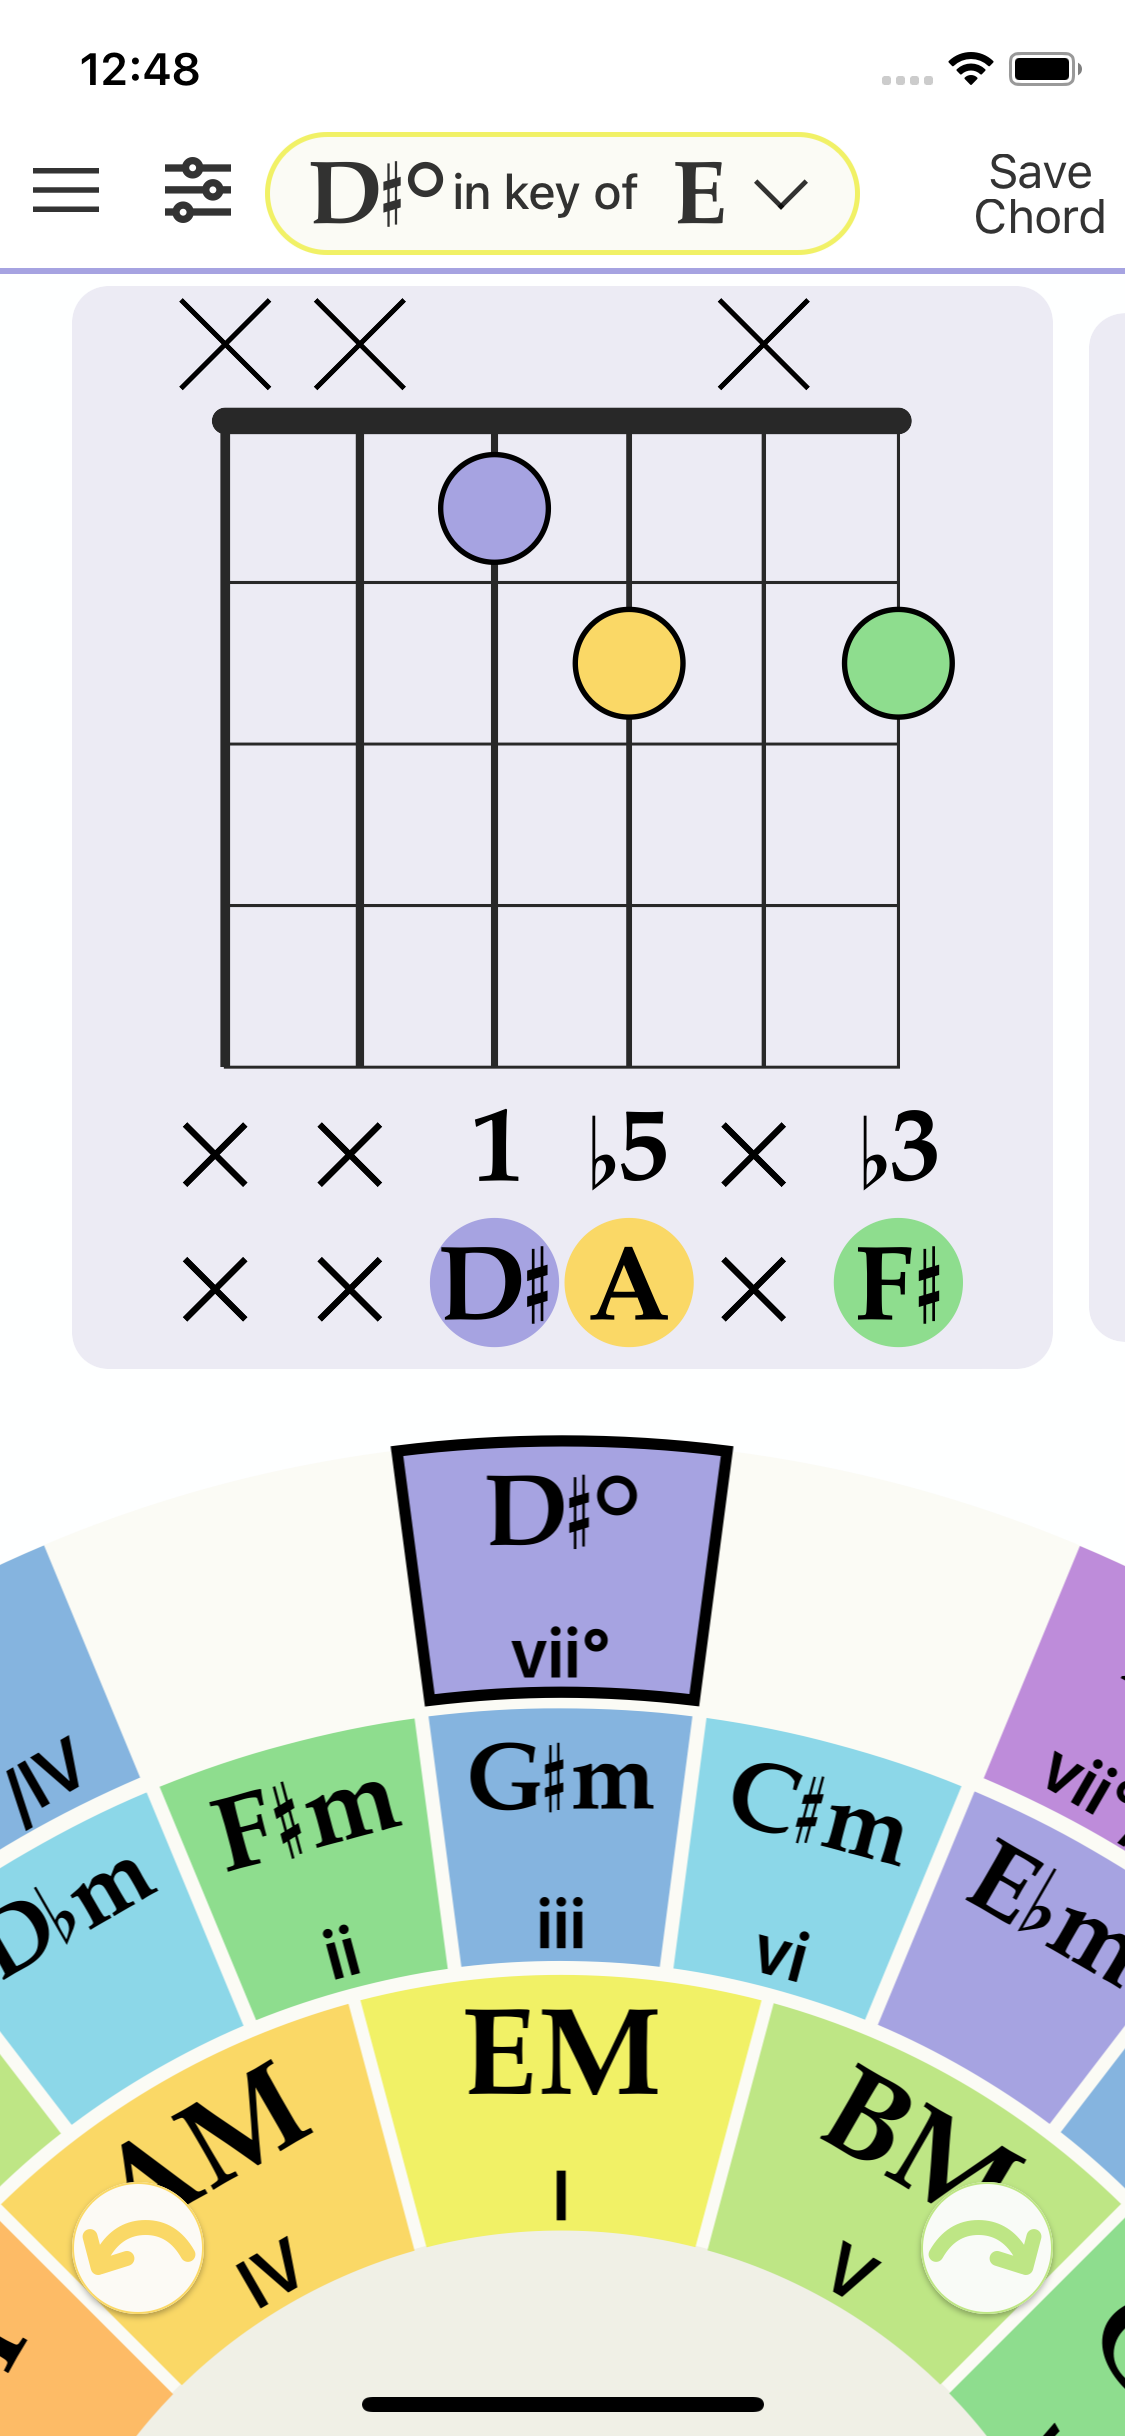 12:48
D♯° in key of E
Save
Chord
1 ♭5 ♭3
D♯ A F♯
D♯°
vii°
G♯m
iii
F♯m
ii
C♯m
vi
/IV
D♭m
E♭m
EM
I
AM
IV
BM
V